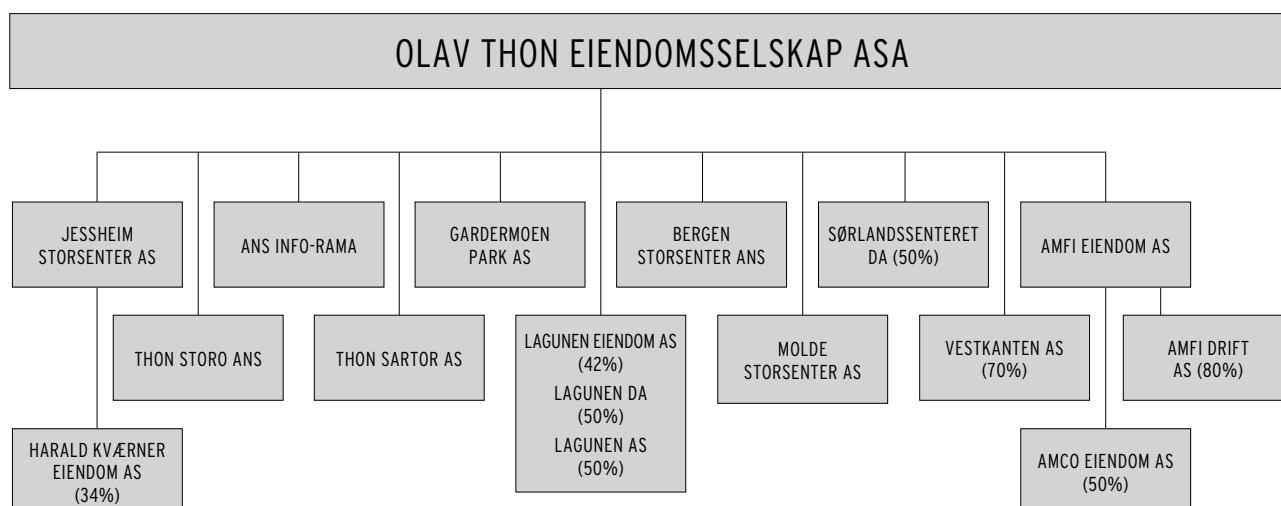 OLAV THON EIENDOMSSELSKAP ASA
JESSHEIM
STORSENTER AS
ANS INFO-RAMA
GARDERMOEN
PARK AS
BERGEN
STORSENTER ANS
SØRLANDSSENTERET
DA (50%)
AMFI EIENDOM AS
THON STORO ANS
THON SARTOR AS
LAGUNEN EIENDOM AS
(42%)
LAGUNEN DA
(50%)
LAGUNEN AS
(50%)
MOLDE
STORSENTER AS
VESTKANTEN AS
(70%)
AMFI DRIFT
AS (80%)
HARALD KVÆRNER
EIENDOM AS
(34%)
AMCO EIENDOM AS
(50%)